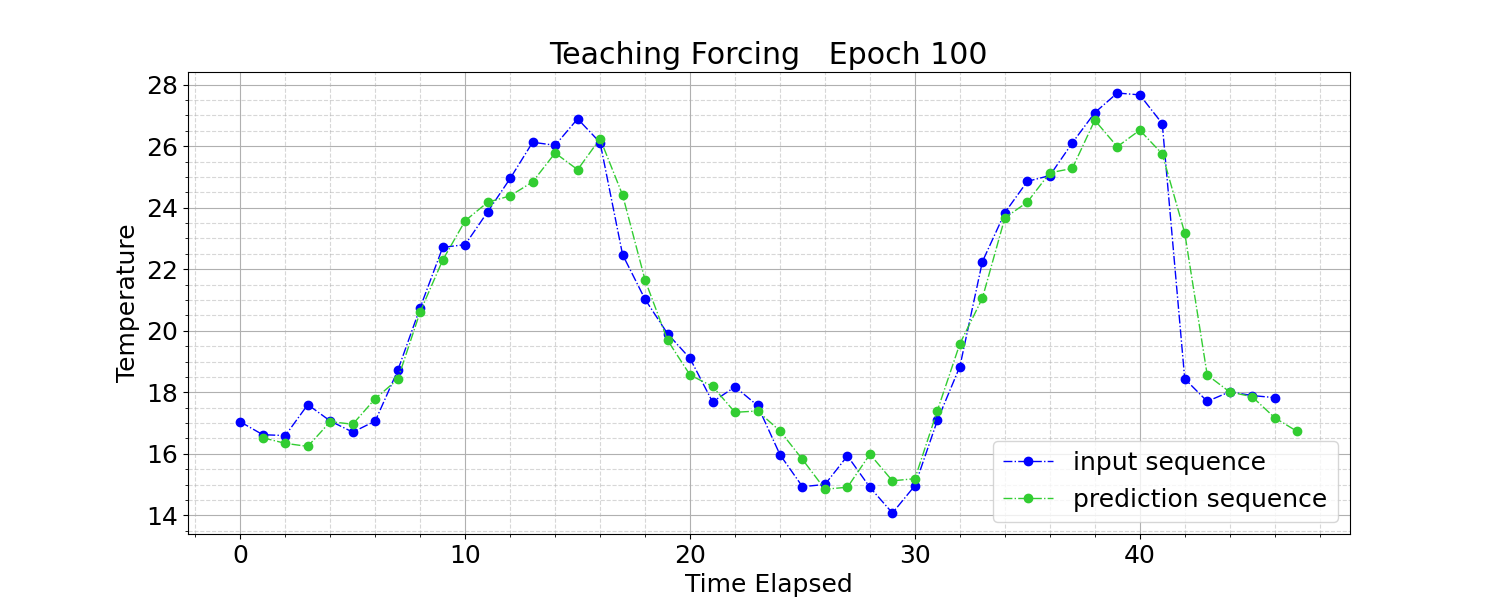 Teaching Forcing   Epoch 100
Temperature
28
26
24
22
20
18
16
14
0
10
20
30
40
Time Elapsed
input sequence
prediction sequence